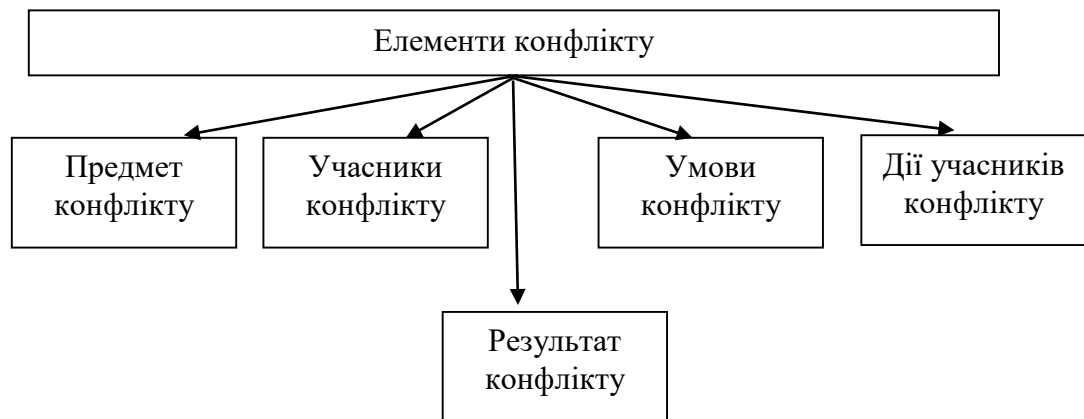 Елементи конфлікту
Предмет
конфлікту
Учасники
конфлікту
Умови
конфлікту
Дії учасників
конфлікту
Результат
конфлікту